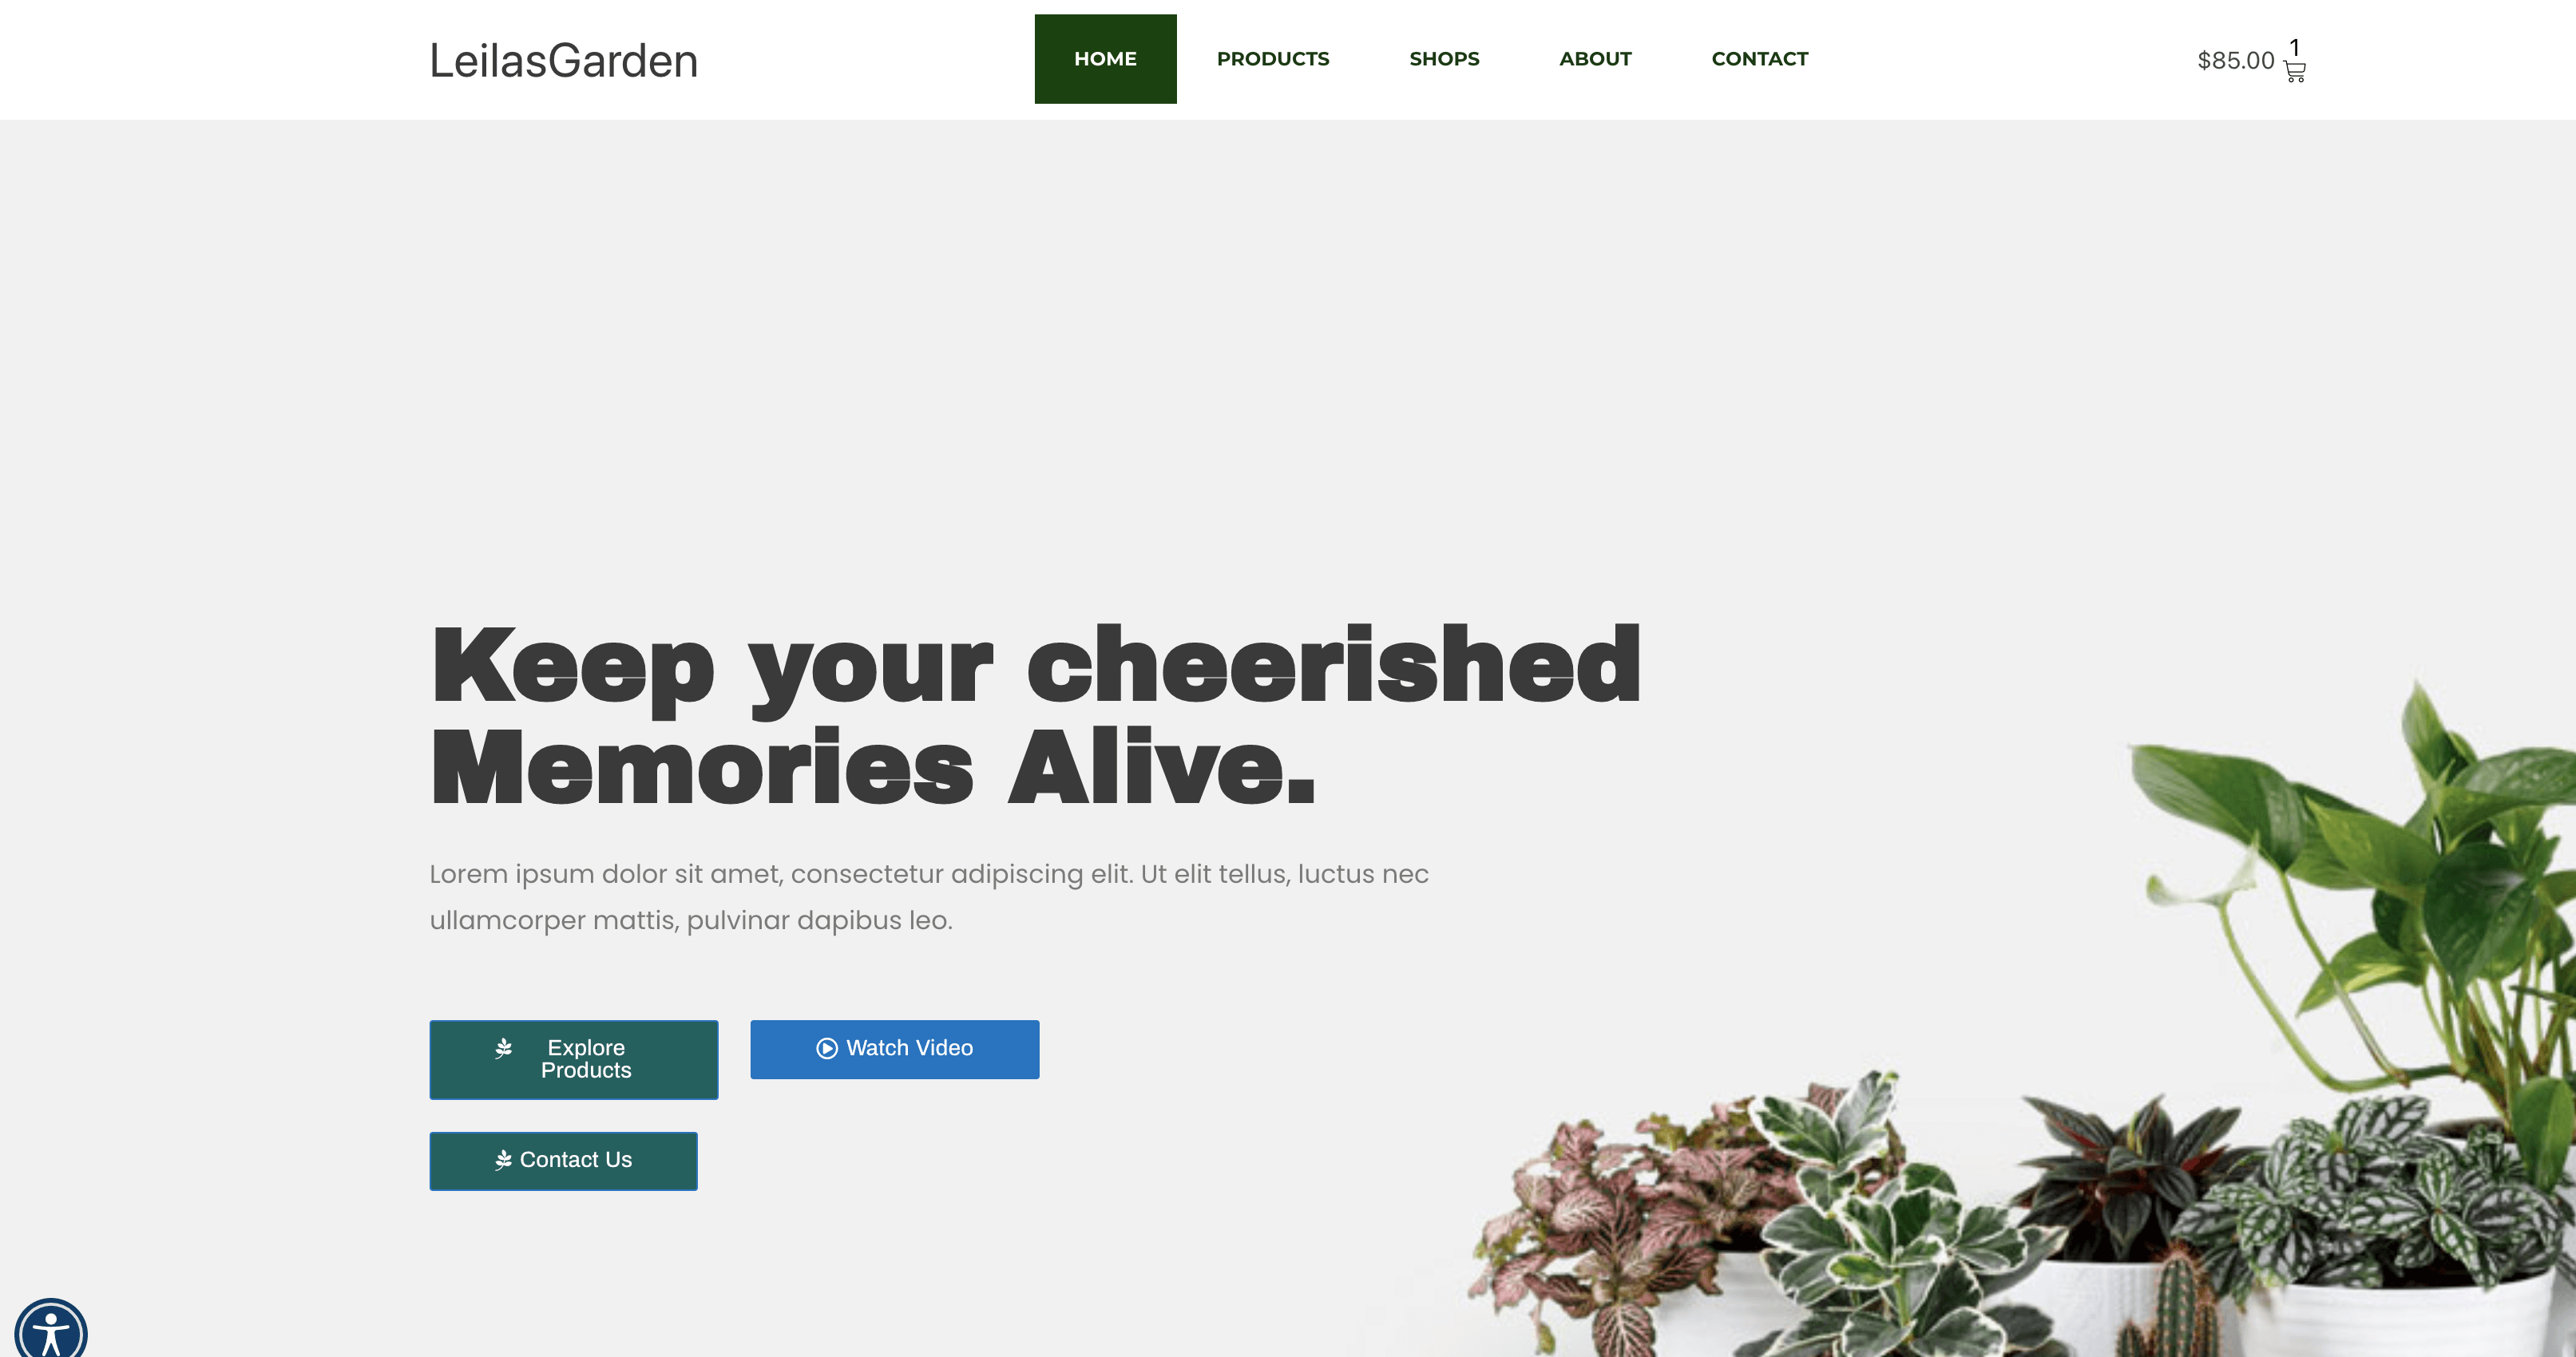 LeilasGarden
HOME PRODUCTS SHOPS ABOUT CONTACT
$85.00 1
Keep your cheerished
Memories Alive.
Lorem ipsum dolor sit amet, consectetur adipiscing elit. Ut elit tellus, luctus nec
ullamcorper mattis, pulvinar dapibus leo.
Explore
Products
Watch Video
Contact Us